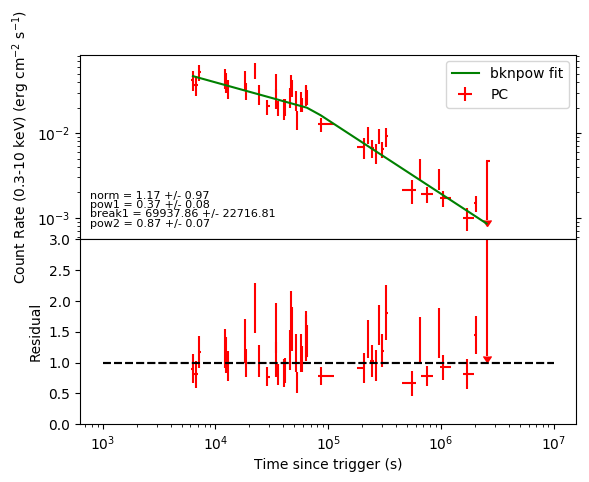 Count Rate (0.3-10 keV) (erg cm⁻² s⁻¹)
10⁻²
10⁻³
bknpow fit
PC
norm = 1.17 +/- 0.97
pow1 = 0.37 +/- 0.08
break1 = 69937.86 +/- 22716.81
pow2 = 0.87 +/- 0.07
Residual
3.0
2.5
2.0
1.5
1.0
0.5
0.0
10³ 10⁴ 10⁵ 10⁶ 10⁷
Time since trigger (s)